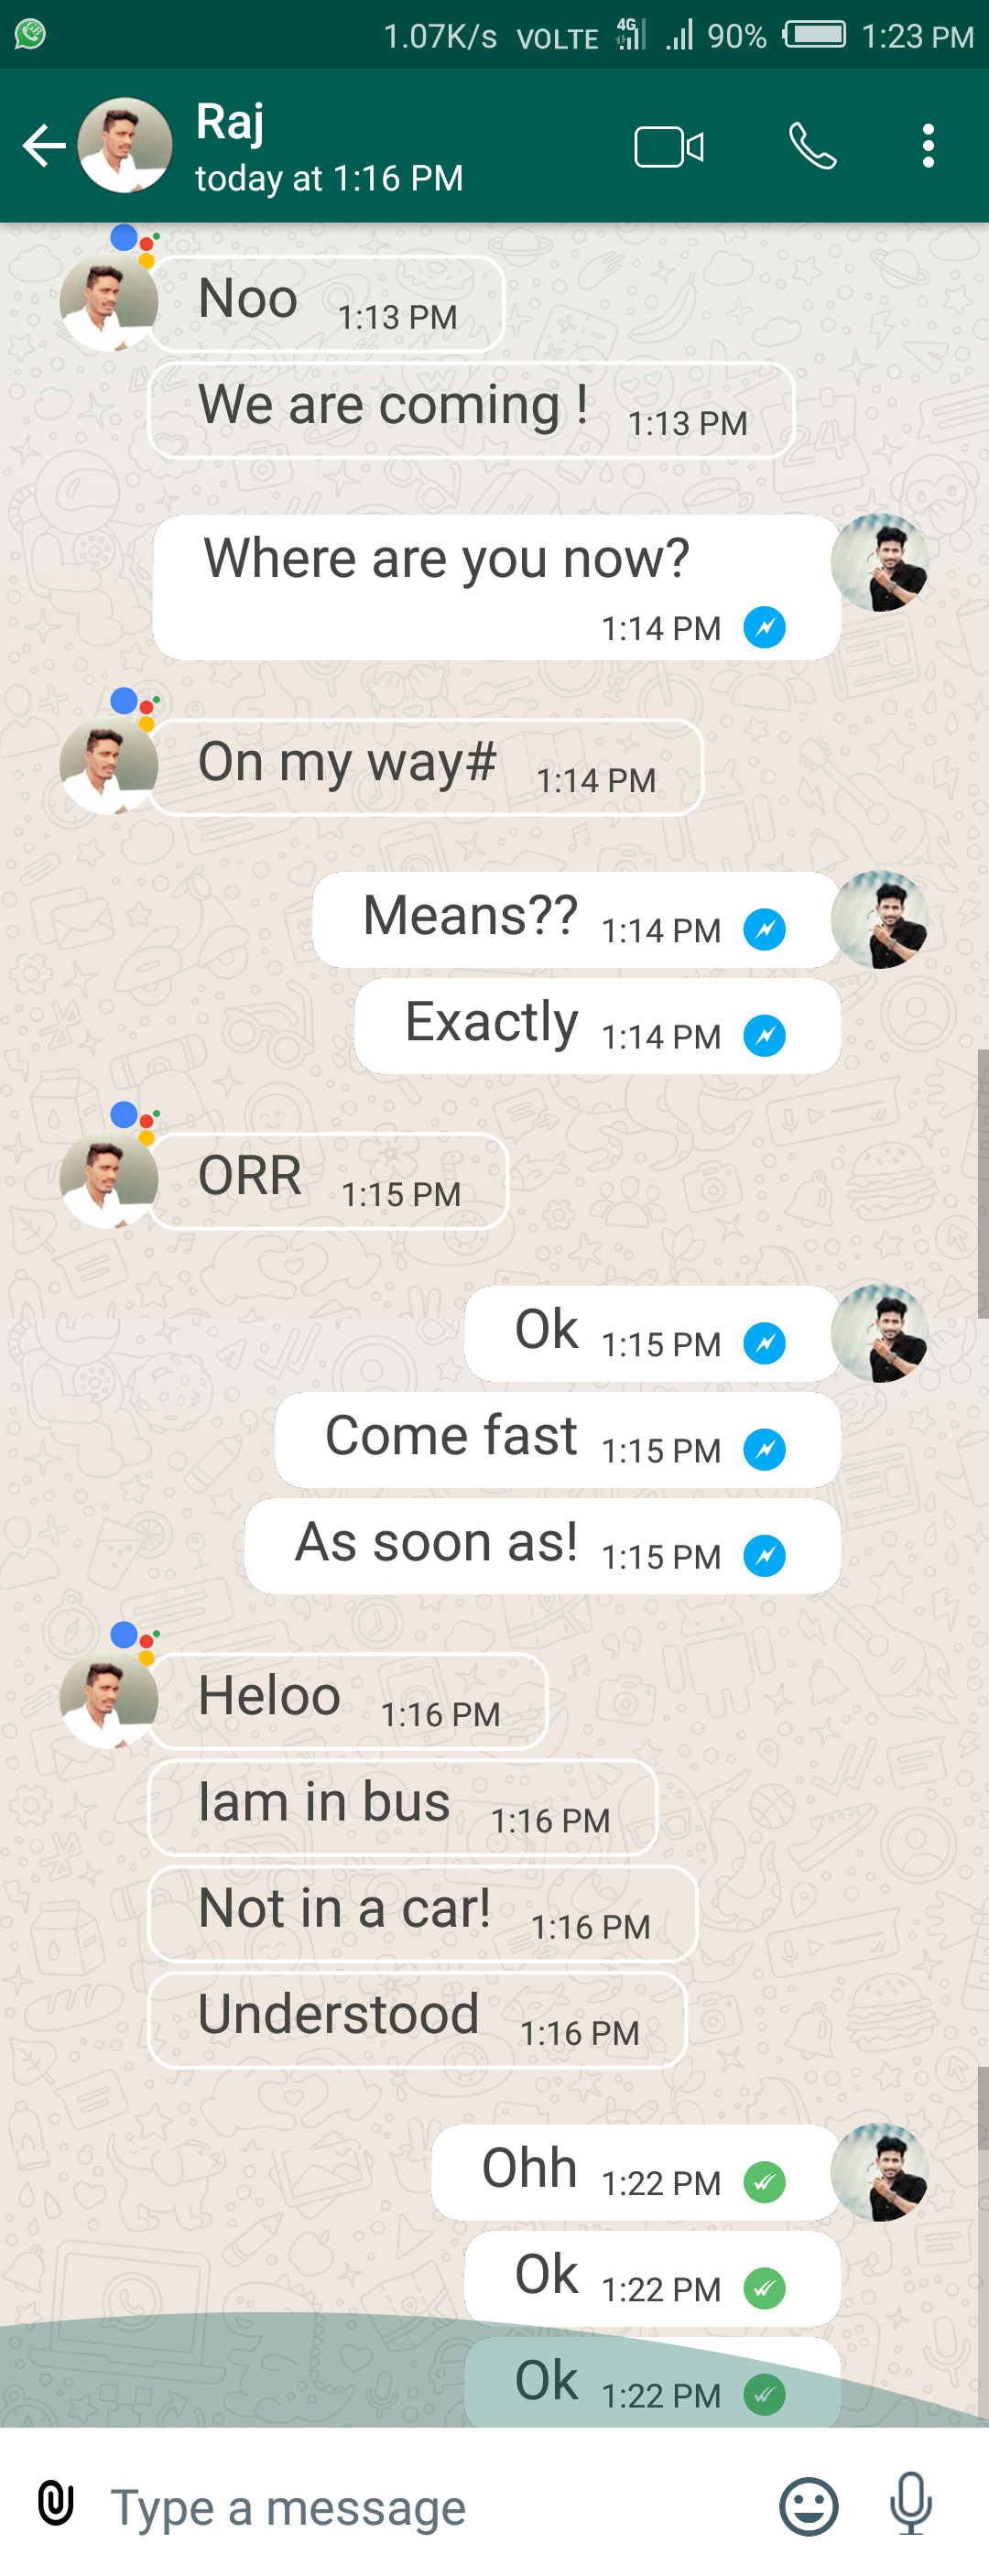 1.07K/s VOLTE 4G 90% 1:23 PM
Raj
today at 1:16 PM
Noo 1:13 PM
We are coming ! 1:13 PM
Where are you now?
1:14 PM
On my way# 1:14 PM
Means?? 1:14 PM
Exactly 1:14 PM
ORR 1:15 PM
Ok 1:15 PM
Come fast 1:15 PM
As soon as! 1:15 PM
Heloo 1:16 PM
Iam in bus 1:16 PM
Not in a car! 1:16 PM
Understood 1:16 PM
Ohh 1:22 PM
Ok 1:22 PM
Ok 1:22 PM
Type a message